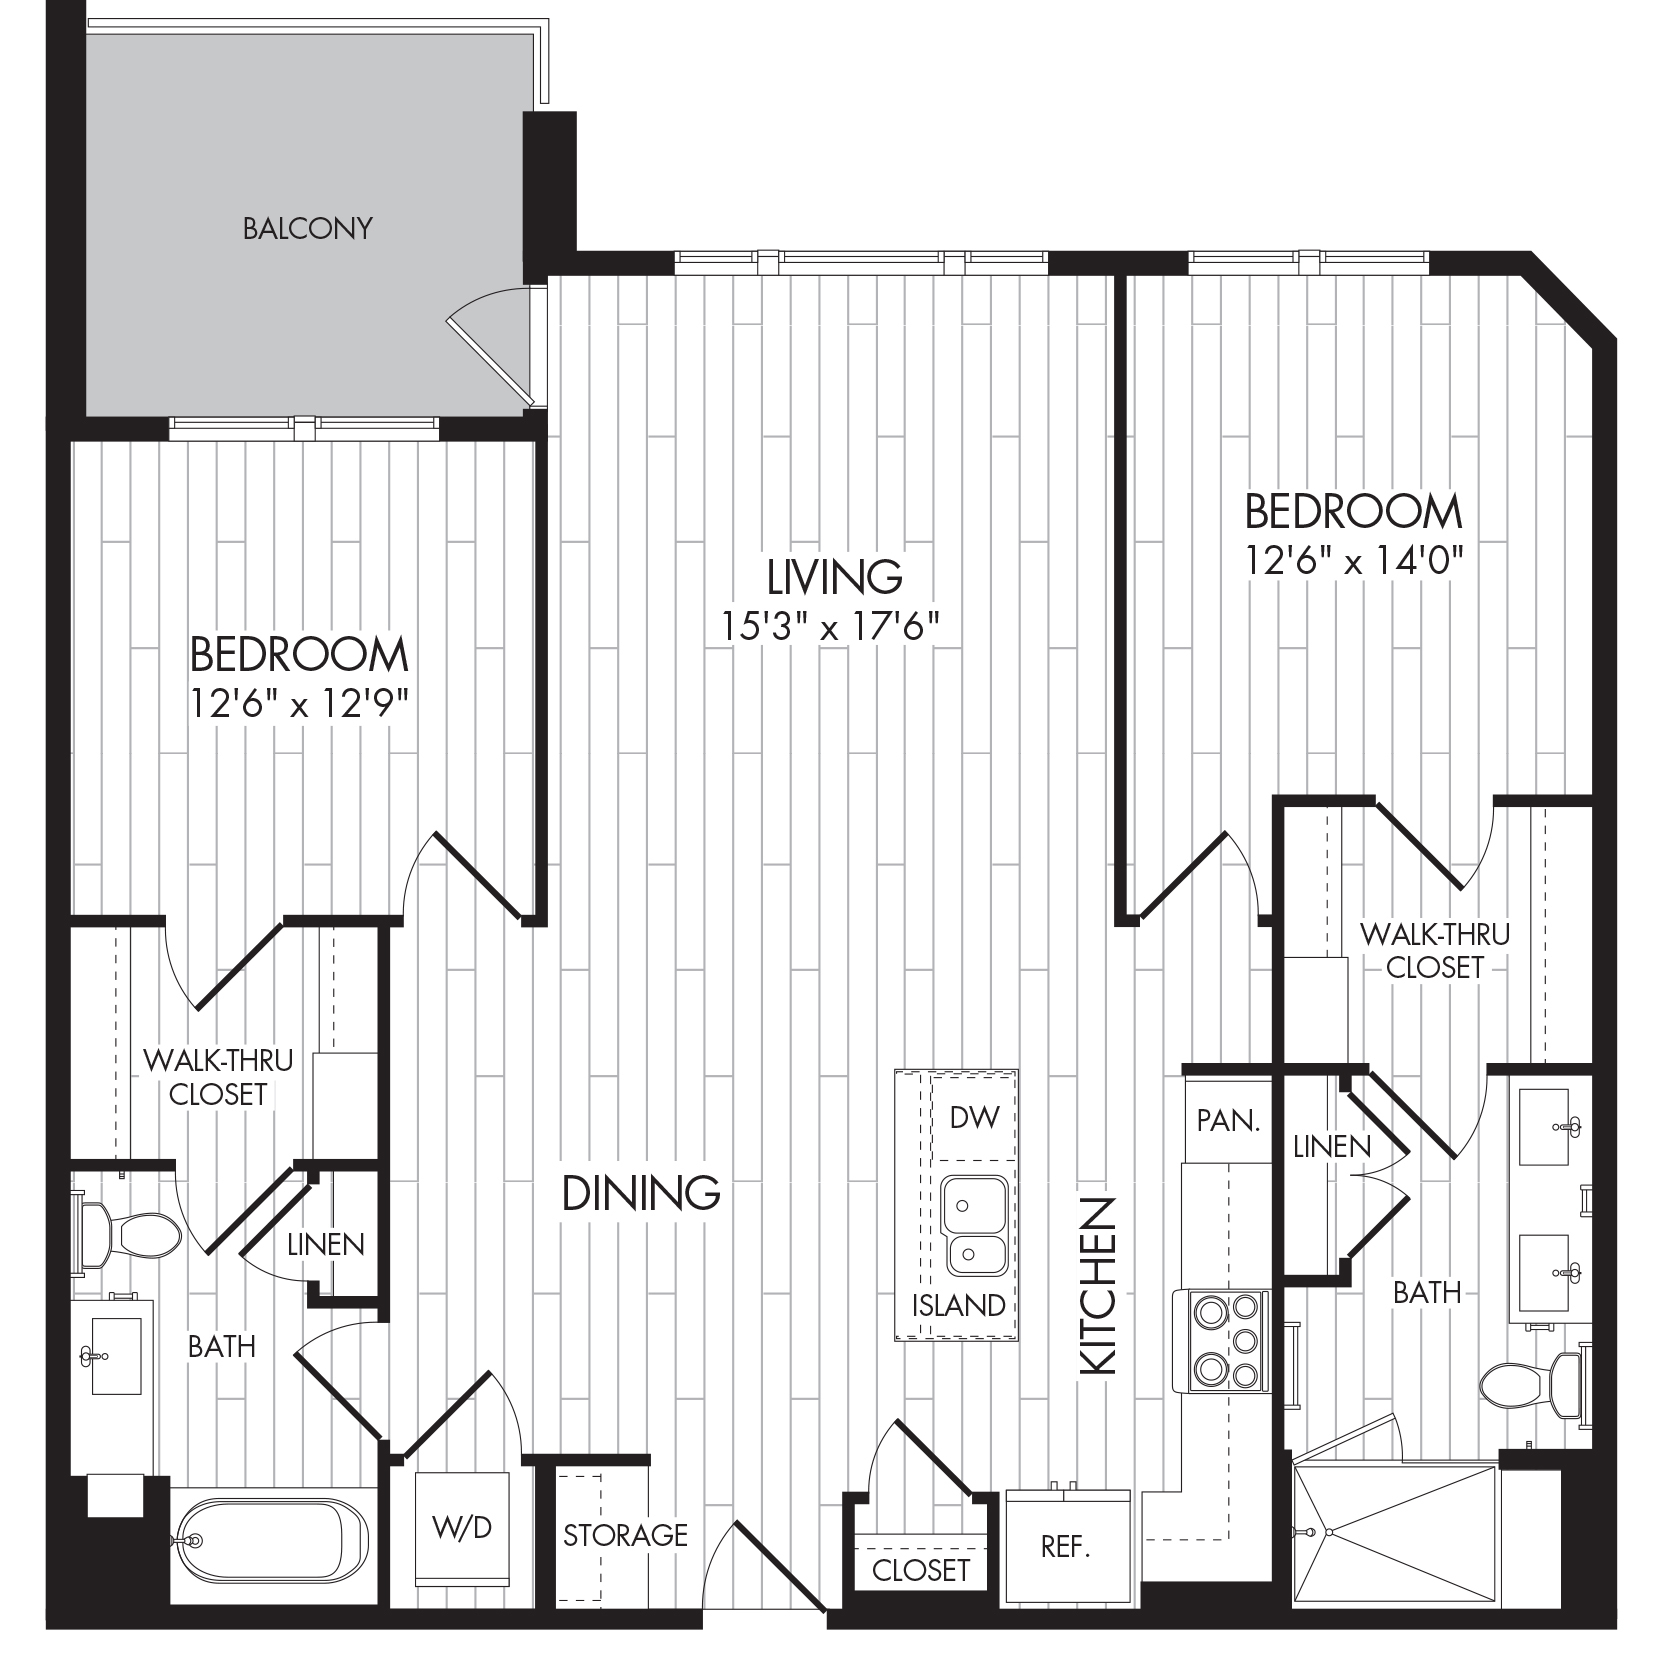 BALCONY
BEDROOM
12'6" x 14'0"
LIVING
15'3" x 17'6"
BEDROOM
12'6" x 12'9"
WALK-THRU
CLOSET
WALK-THRU
CLOSET
DW
PAN.
LINEN
DINING
KITCHEN
LINEN
ISLAND
BATH
BATH
W/D
STORAGE
REF.
CLOSET